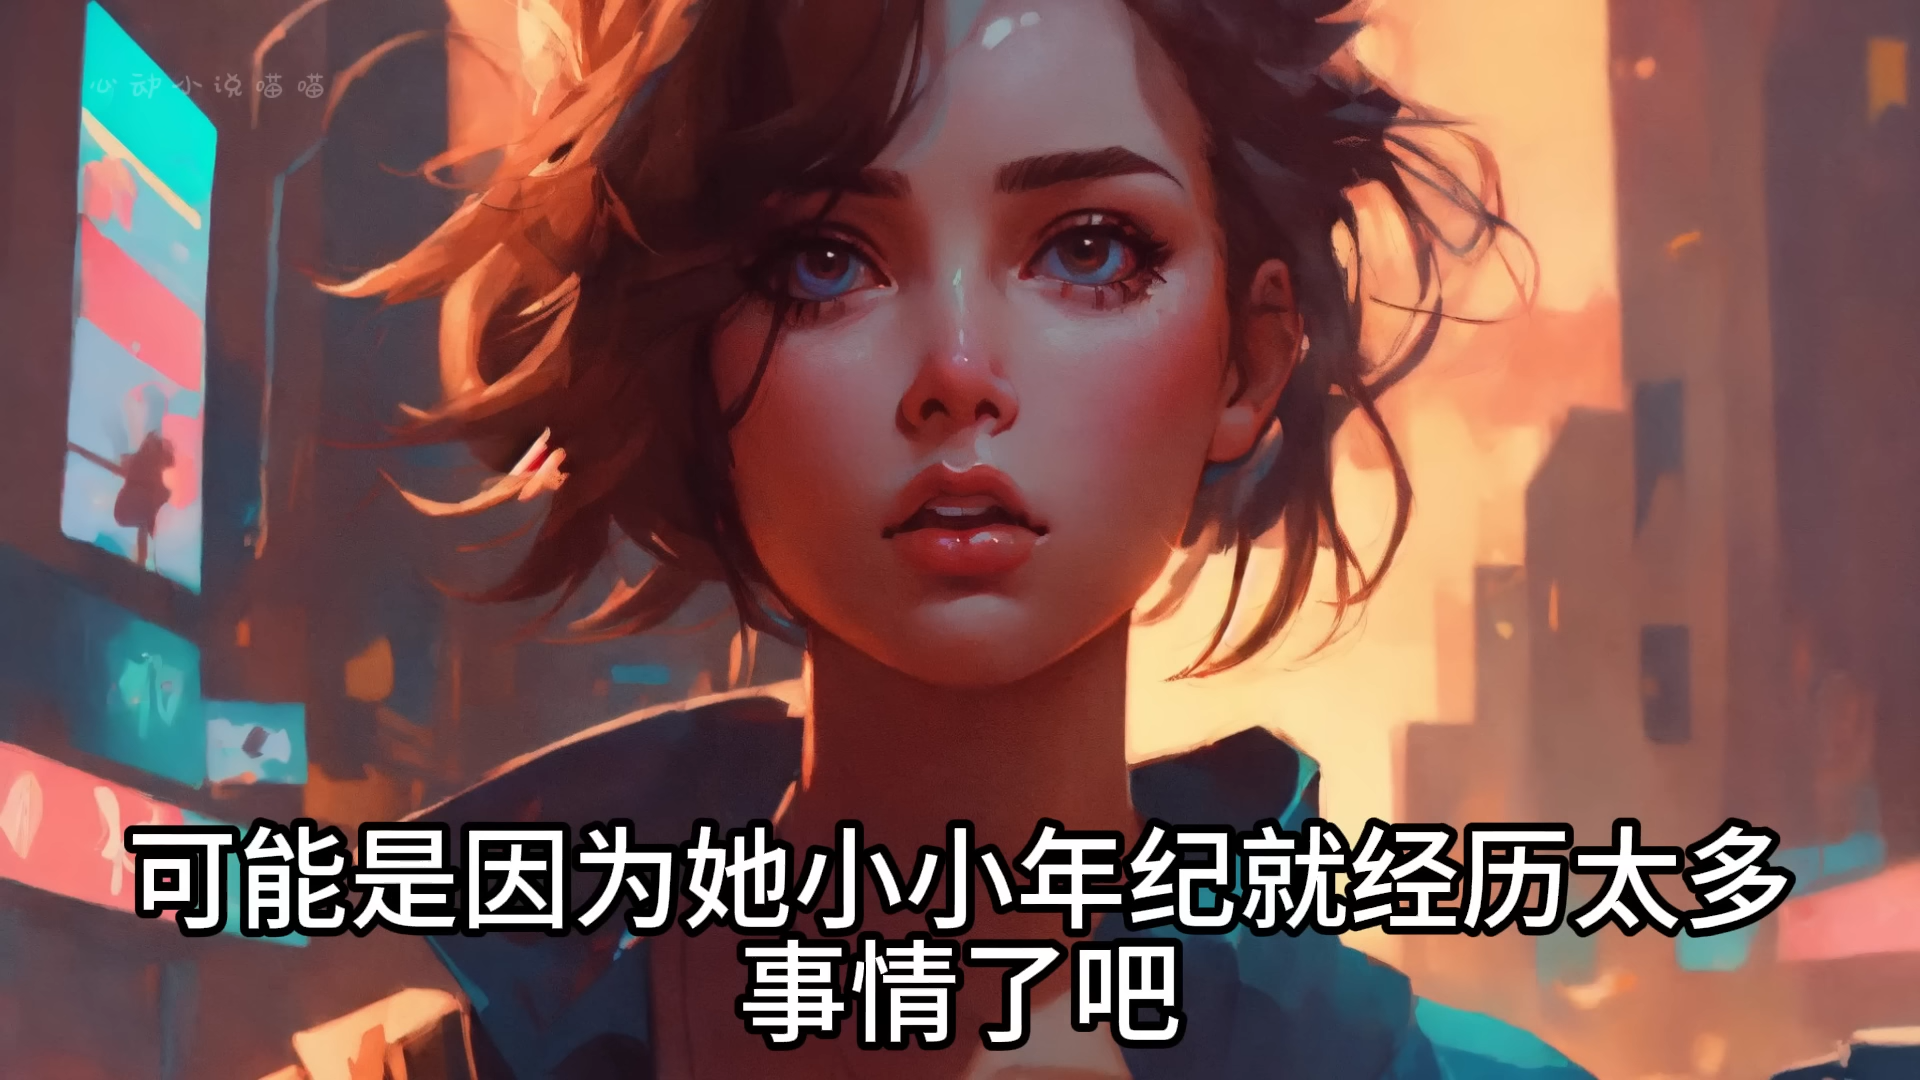 心动小说喵喵
可能是因为她小小年纪就经历太多
事情了吧